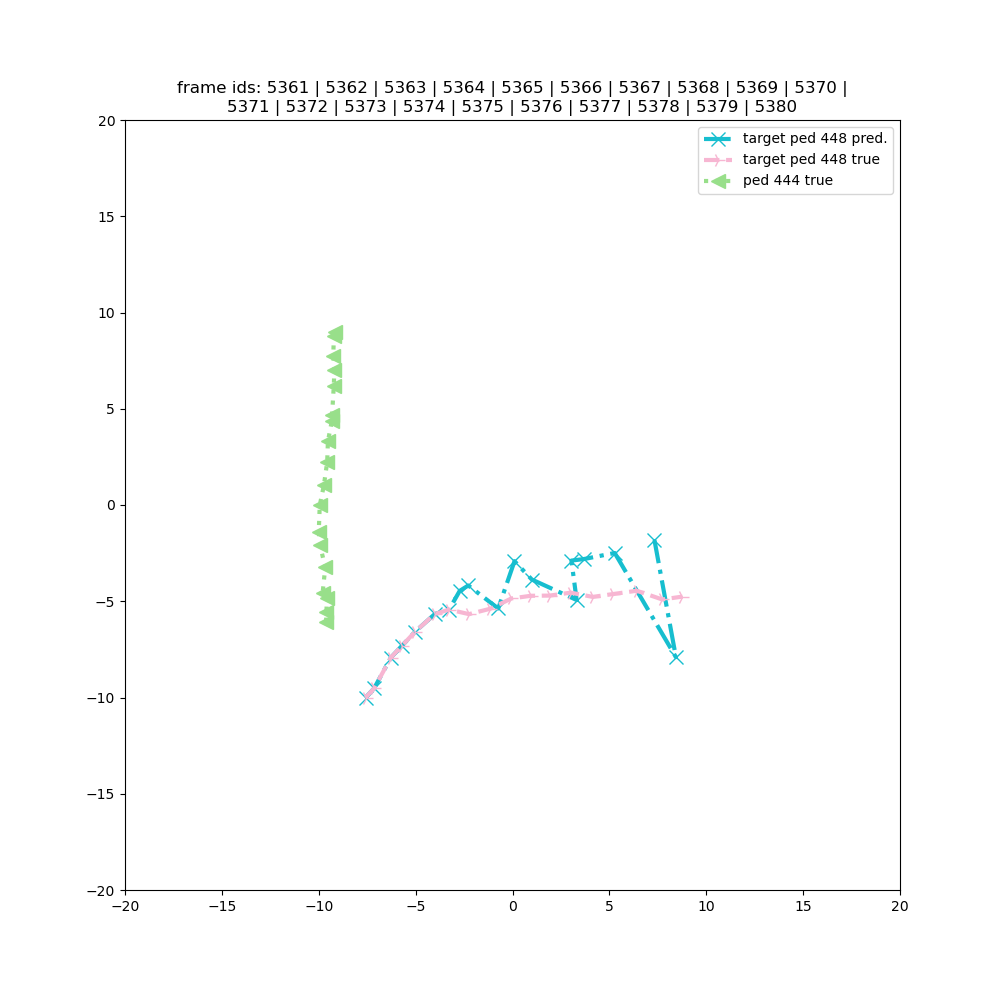 frame ids: 5361 | 5362 | 5363 | 5364 | 5365 | 5366 | 5367 | 5368 | 5369 | 5370 |
5371 | 5372 | 5373 | 5374 | 5375 | 5376 | 5377 | 5378 | 5379 | 5380
target ped 448 pred.
target ped 448 true
ped 444 true
20
15
10
5
0
−5
−10
−15
−20
−20 −15 −10 −5 0 5 10 15 20